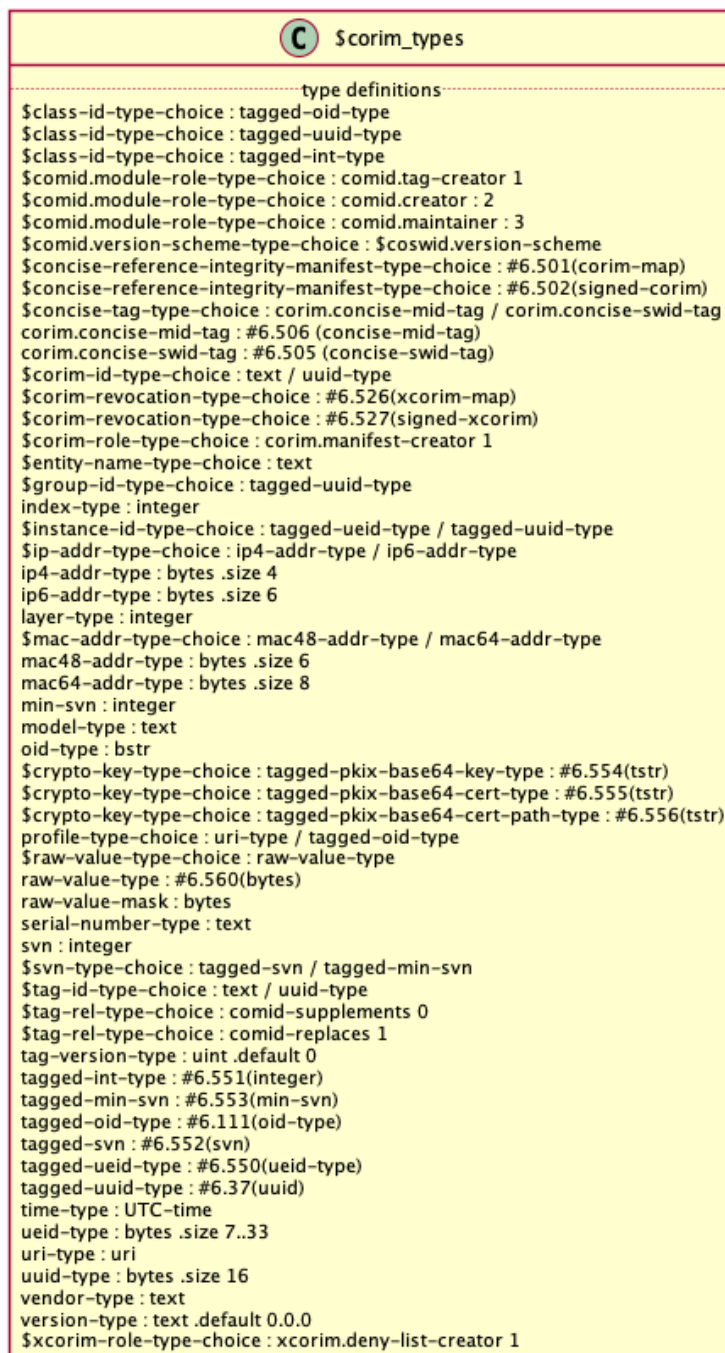 C $corim_types
type definitions
$class-id-type-choice : tagged-oid-type
$class-id-type-choice : tagged-uuid-type
$class-id-type-choice : tagged-int-type
$comid.module-role-type-choice : comid.tag-creator 1
$comid.module-role-type-choice : comid.creator : 2
$comid.module-role-type-choice : comid.maintainer : 3
$comid.version-scheme-type-choice : $coswid.version-scheme
$concise-reference-integrity-manifest-type-choice : #6.501(corim-map)
$concise-reference-integrity-manifest-type-choice : #6.502(signed-corim)
$concise-tag-type-choice : corim.concise-mid-tag / corim.concise-swid-tag
corim.concise-mid-tag : #6.506 (concise-mid-tag)
corim.concise-swid-tag : #6.505 (concise-swid-tag)
$corim-id-type-choice : text / uuid-type
$corim-revocation-type-choice : #6.526(xcorim-map)
$corim-revocation-type-choice : #6.527(signed-xcorim)
$corim-role-type-choice : corim.manifest-creator 1
$entity-name-type-choice : text
$group-id-type-choice : tagged-uuid-type
index-type : integer
$instance-id-type-choice : tagged-ueid-type / tagged-uuid-type
$ip-addr-type-choice : ip4-addr-type / ip6-addr-type
ip4-addr-type : bytes .size 4
ip6-addr-type : bytes .size 6
layer-type : integer
$mac-addr-type-choice : mac48-addr-type / mac64-addr-type
mac48-addr-type : bytes .size 6
mac64-addr-type : bytes .size 8
min-svn : integer
model-type : text
oid-type : bstr
$crypto-key-type-choice : tagged-pkix-base64-key-type : #6.554(tstr)
$crypto-key-type-choice : tagged-pkix-base64-cert-type : #6.555(tstr)
$crypto-key-type-choice : tagged-pkix-base64-cert-path-type : #6.556(tstr)
profile-type-choice : uri-type / tagged-oid-type
$raw-value-type-choice : raw-value-type
raw-value-type : #6.560(bytes)
raw-value-mask : bytes
serial-number-type : text
svn : integer
$svn-type-choice : tagged-svn / tagged-min-svn
$tag-id-type-choice : text / uuid-type
$tag-rel-type-choice : comid-supplements 0
$tag-rel-type-choice : comid-replaces 1
tag-version-type : uint .default 0
tagged-int-type : #6.551(integer)
tagged-min-svn : #6.553(min-svn)
tagged-oid-type : #6.111(oid-type)
tagged-svn : #6.552(svn)
tagged-ueid-type : #6.550(ueid-type)
tagged-uuid-type : #6.37(uuid)
time-type : UTC-time
ueid-type : bytes .size 7..33
uri-type : uri
uuid-type : bytes .size 16
vendor-type : text
version-type : text .default 0.0.0
$xcorim-role-type-choice : xcorim.deny-list-creator 1